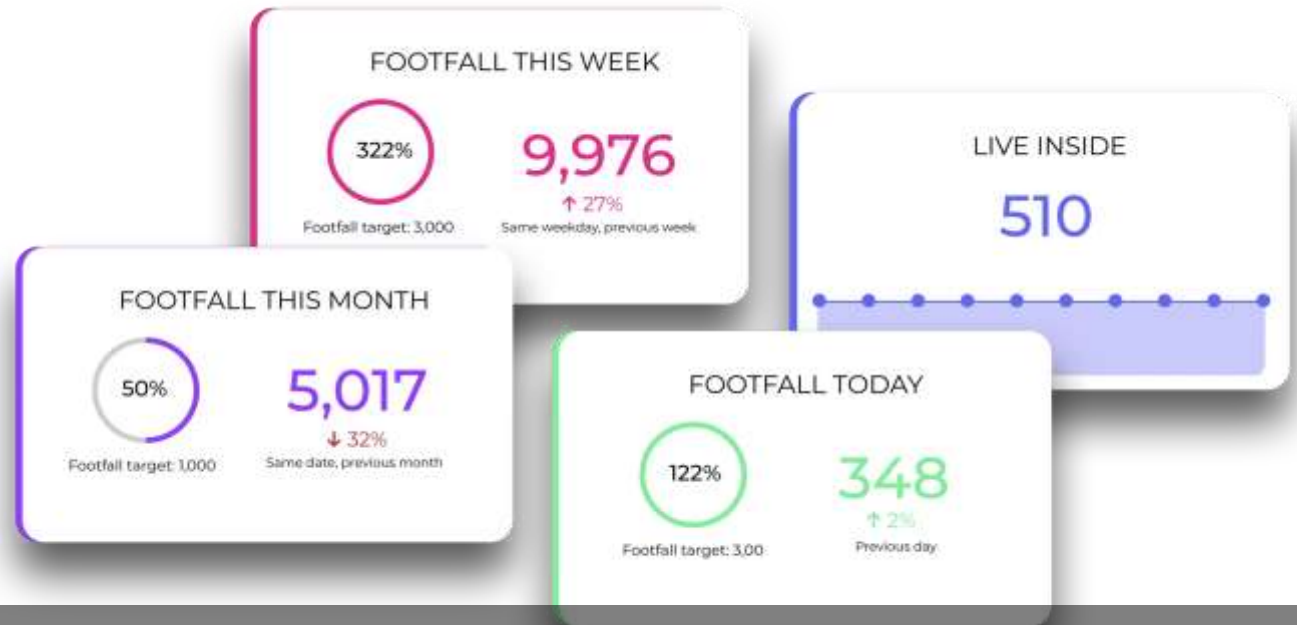 FOOTFALL THIS WEEK
322%
Footfall target: 3,000
9,976
↑ 27%
Same weekday, previous week
LIVE INSIDE
510
FOOTFALL THIS MONTH
50%
Footfall target: 1,000
5,017
↓ 32%
Same date, previous month
FOOTFALL TODAY
122%
Footfall target: 3,00
348
↑ 2%
Previous day